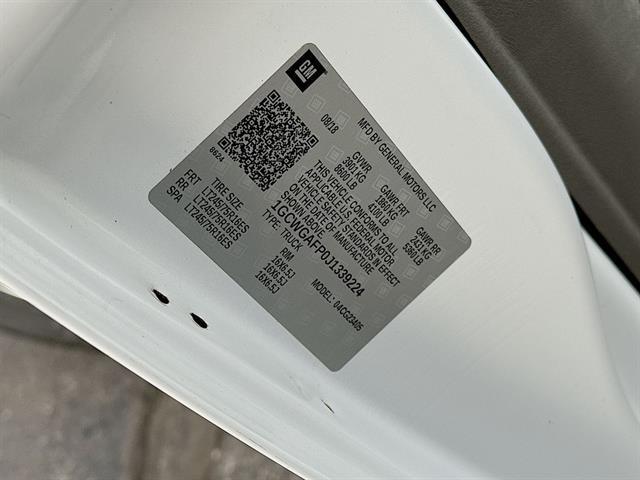 GM
MFD BY GENERAL MOTORS LLC
08/18 GVWR GAWR FRT GAWR RR
3901 KG 1860 KG 2431 KG
8600 LB 4100 LB 5360 LB
THIS VEHICLE CONFORMS TO ALL
APPLICABLE U.S. FEDERAL MOTOR
VEHICLE SAFETY STANDARDS IN EFFECT
ON THE DATE OF MANUFACTURE
SHOWN ABOVE.
1GCWGAFP0J1339224
TYPE: TRUCK MODEL: 04CG23405
8624
TIRE SIZE RIM
FRT LT245/75R16ES 16X6.5J
RR LT245/75R16ES 16X6.5J
SPA LT245/75R16ES 16X6.5J